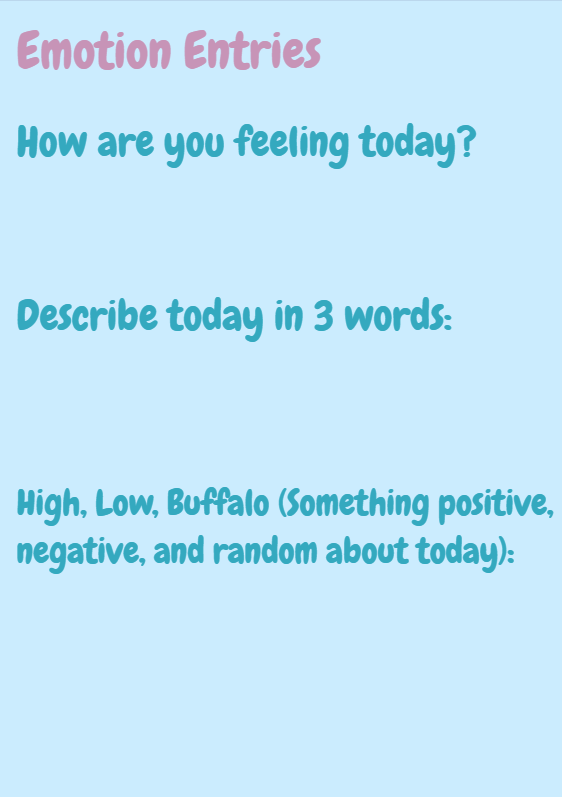 Emotion Entries
How are you feeling today?
Describe today in 3 words:
High, Low, Buffalo (Something positive,
negative, and random about today):